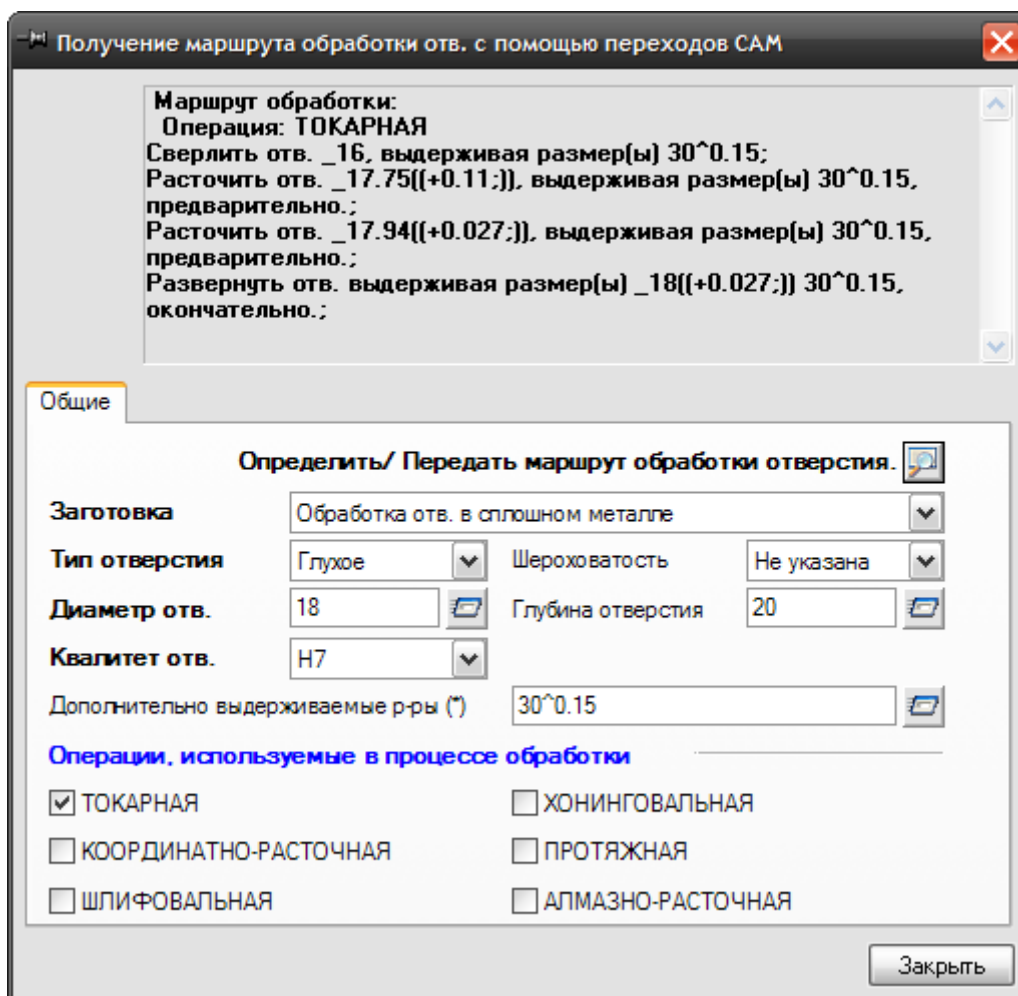 Получение маршрута обработки отв. с помощью переходов САМ
Маршрут обработки:
Операция: ТОКАРНАЯ
Сверлить отв. _16, выдерживая размер(ы) 30^0.15;
Расточить отв. _17.75((+0.11;)), выдерживая размер(ы) 30^0.15,
предварительно.;
Расточить отв. _17.94((+0.027;)), выдерживая размер(ы) 30^0.15,
предварительно.;
Развернуть отв. выдерживая размер(ы) _18((+0.027;)) 30^0.15,
окончательно.;
Общие
Определить/ Передать маршрут обработки отверстия.
Заготовка Обработка отв. в сплошном металле
Тип отверстия Глухое Шероховатость Не указана
Диаметр отв. 18 Глубина отверстия 20
Квалитет отв. H7
Дополнительно выдерживаемые р-ры (*) 30^0.15
Операции, используемые в процессе обработки
ТОКАРНАЯ ХОНИНГОВАЛЬНАЯ
КООРДИНАТНО-РАСТОЧНАЯ ПРОТЯЖНАЯ
ШЛИФОВАЛЬНАЯ АЛМАЗНО-РАСТОЧНАЯ
Закрыть